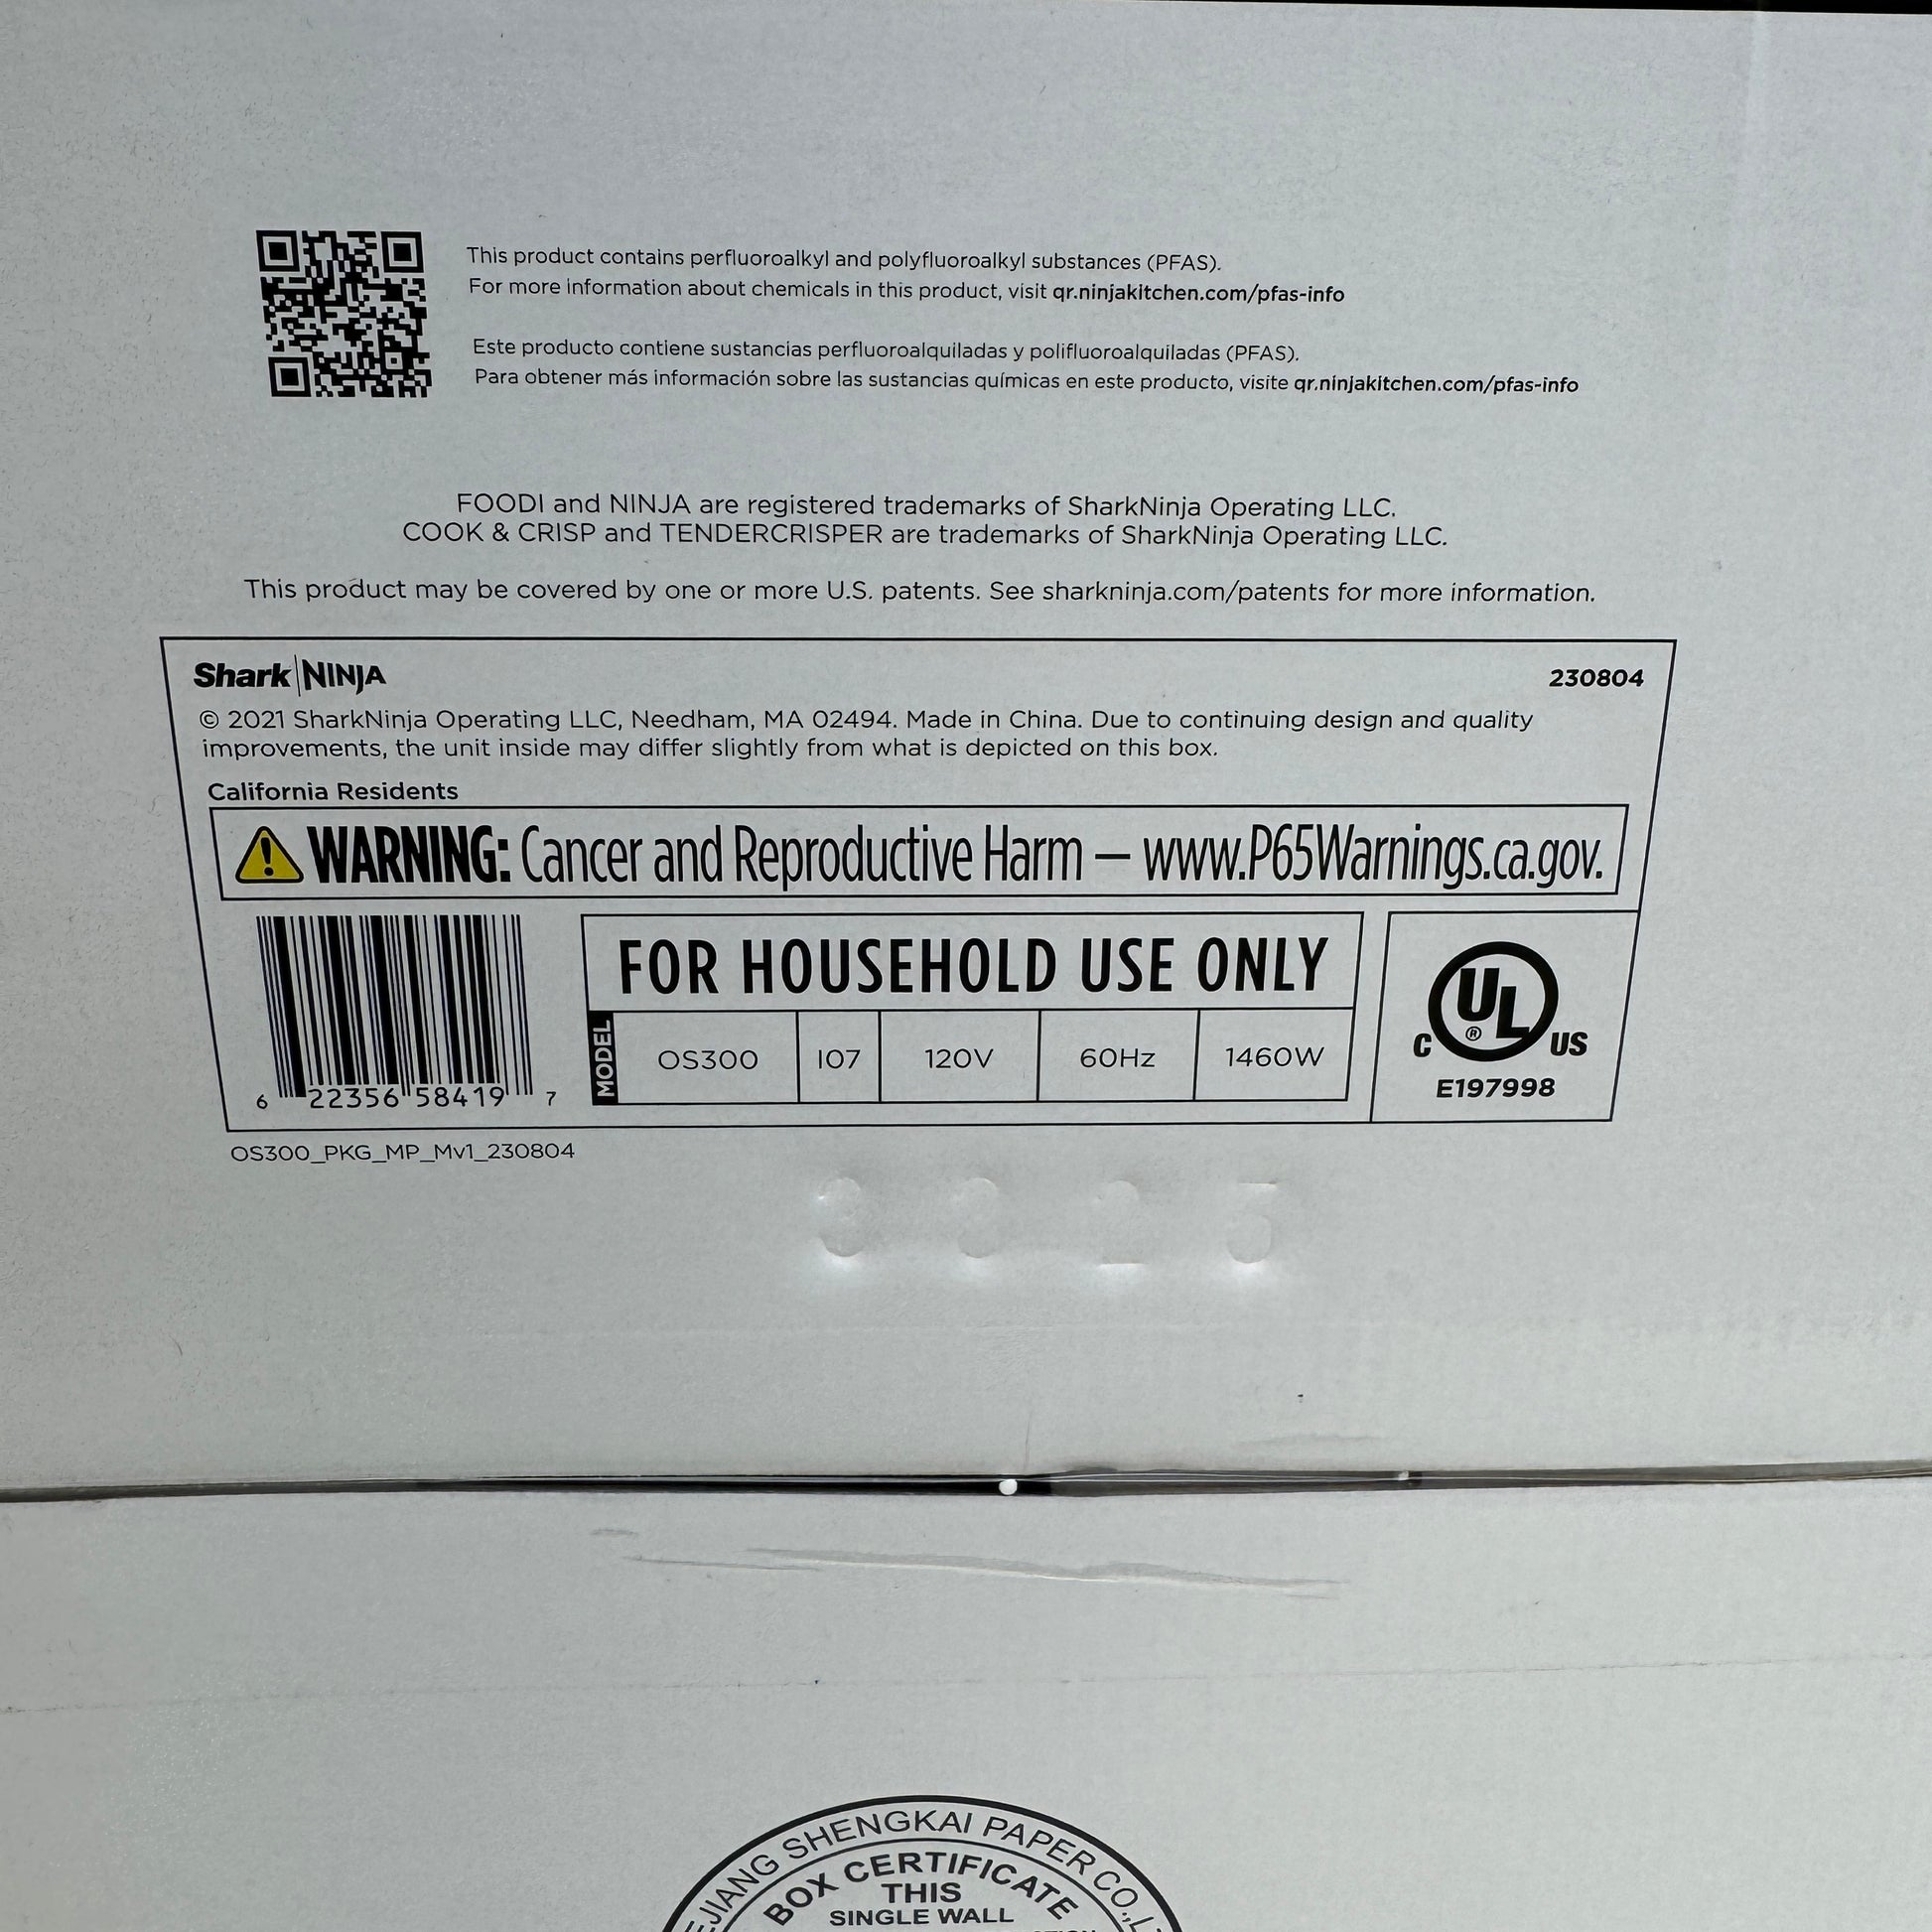 This product contains perfluoroalkyl and polyfluoroalkyl substances (PFAS).
For more information about chemicals in this product, visit qr.ninjakitchen.com/pfas-info
Este producto contiene sustancias perfluoroalquiladas y polifluoroalquiladas (PFAS).
Para obtener más información sobre las sustancias químicas en este producto, visite qr.ninjakitchen.com/pfas-info
FOODI and NINJA are registered trademarks of SharkNinja Operating LLC.
COOK & CRISP and TENDERCRISPER are trademarks of SharkNinja Operating LLC.
This product may be covered by one or more U.S. patents. See sharkninja.com/patents for more information.
Shark|NINJA
230804
© 2021 SharkNinja Operating LLC, Needham, MA 02494. Made in China. Due to continuing design and quality
improvements, the unit inside may differ slightly from what is depicted on this box.
California Residents
WARNING: Cancer and Reproductive Harm — www.P65Warnings.ca.gov.
6 22356 58419 7
FOR HOUSEHOLD USE ONLY
MODEL OS300 107 120V 60Hz 1460W
C UL® US
E197998
OS300_PKG_MP_Mv1_230804
SHENGKAI PAPER CO.,
BOX CERTIFICATE
THIS
SINGLE WALL